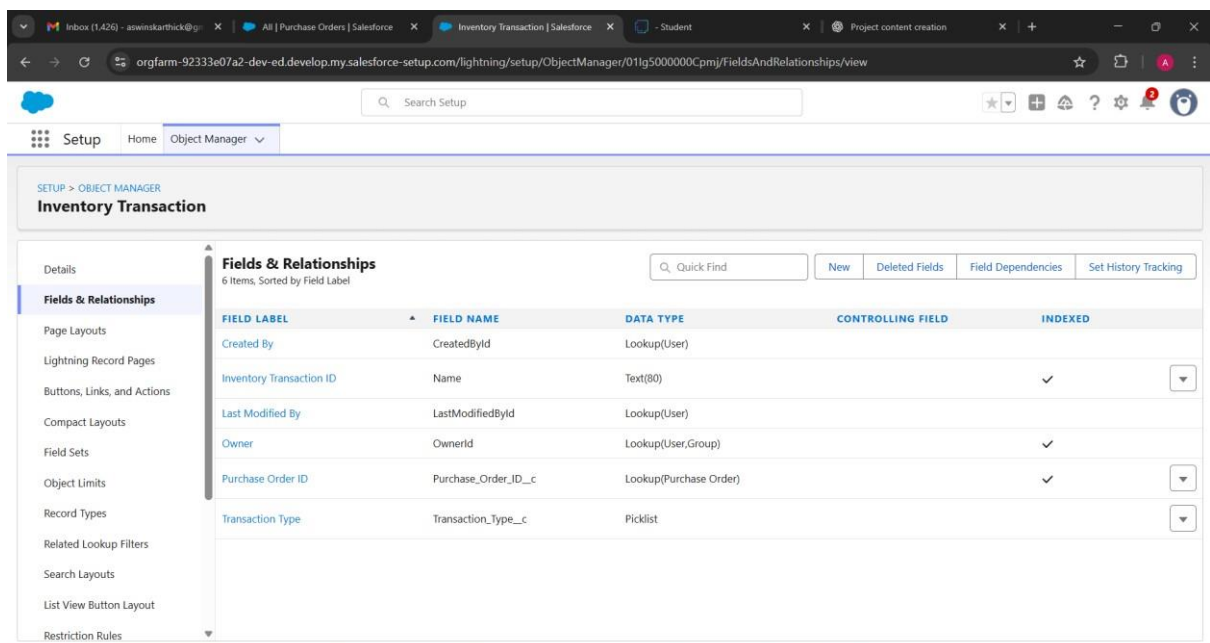 Inbox (1,426) - aswinskarthick@g
All | Purchase Orders | Salesforce
Inventory Transaction | Salesforce
- Student
Project content creation
orgfarm-92333e07a2-dev-ed.develop.my.salesforce-setup.com/lightning/setup/ObjectManager/01Ig5000000Cpmj/FieldsAndRelationships/view
A
Search Setup
2
Setup Home Object Manager
SETUP > OBJECT MANAGER
Inventory Transaction
Details
Fields & Relationships
Page Layouts
Lightning Record Pages
Buttons, Links, and Actions
Compact Layouts
Field Sets
Object Limits
Record Types
Related Lookup Filters
Search Layouts
List View Button Layout
Restriction Rules
Fields & Relationships
6 Items, Sorted by Field Label
Quick Find
New Deleted Fields Field Dependencies Set History Tracking
FIELD LABEL FIELD NAME DATA TYPE CONTROLLING FIELD INDEXED
Created By CreatedById Lookup(User)
Inventory Transaction ID Name Text(80)
Last Modified By LastModifiedById Lookup(User)
Owner OwnerId Lookup(User,Group)
Purchase Order ID Purchase_Order_ID__c Lookup(Purchase Order)
Transaction Type Transaction_Type__c Picklist